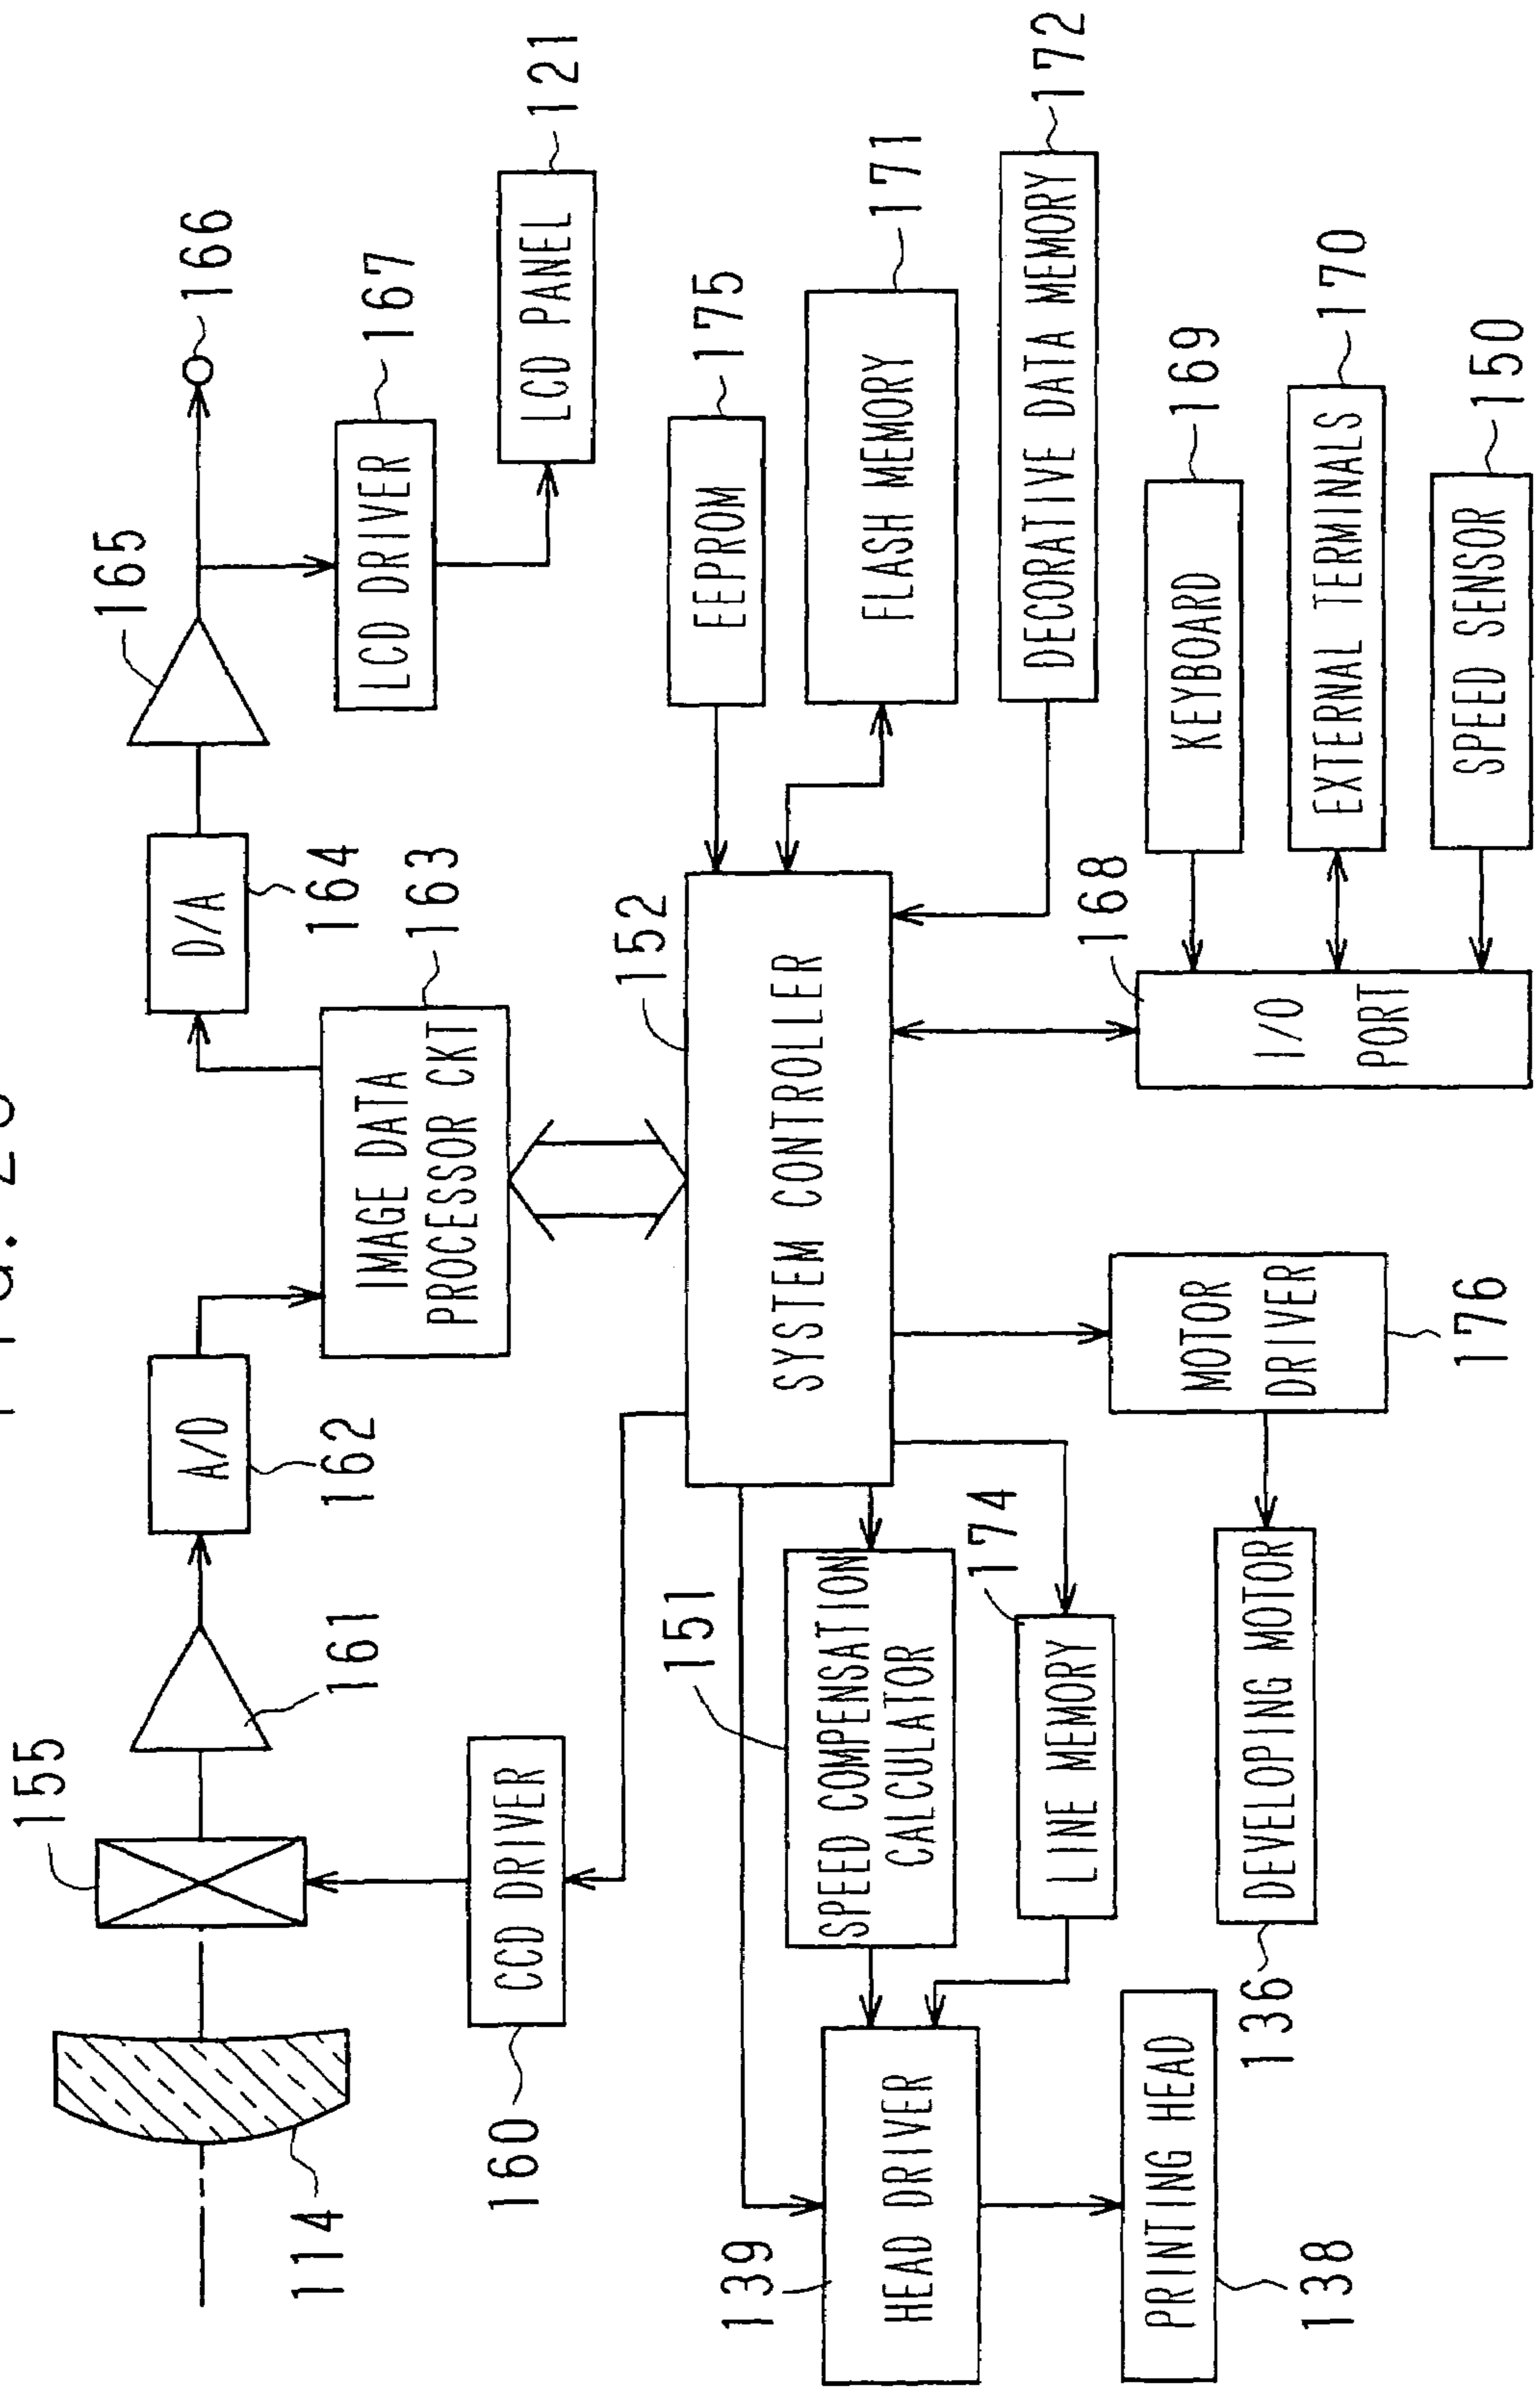 155
161
165
166
A/D
162
D/A
164
167
LCD DRIVER
121
LCD PANEL
114
160
CCD DRIVER
IMAGE DATA
PROCESSOR CKT
163
152
SYSTEM CONTROLLER
EEPROM
175
FLASH MEMORY
171
DECORATIVE DATA MEMORY
172
139
HEAD DRIVER
151
SPEED COMPENSATION
CALCULATOR
174
LINE MEMORY
PRINTING HEAD
138
136
DEVELOPING MOTOR
MOTOR
DRIVER
176
168
I/O
PORT
KEYBOARD
169
EXTERNAL TERMINALS
170
SPEED SENSOR
150